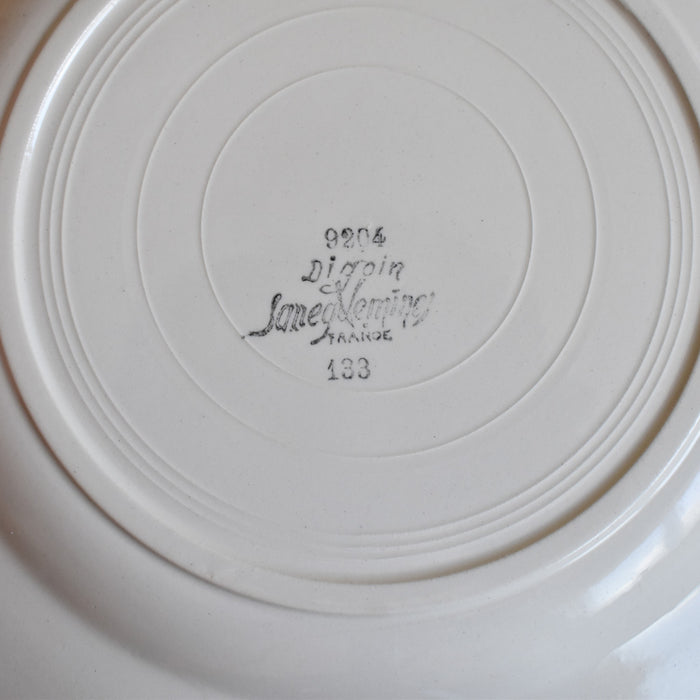 9204
Digoin
Sarreguemines
FRANCE
133